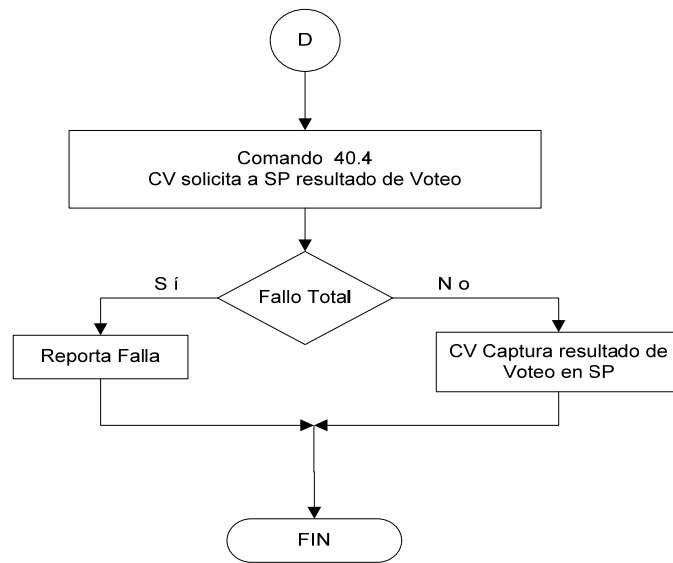 D
Comando 40.4
CV solicita a SP resultado de Voteo
Sí
Fallo Total
No
Reporta Falla
CV Captura resultado de
Voteo en SP
FIN